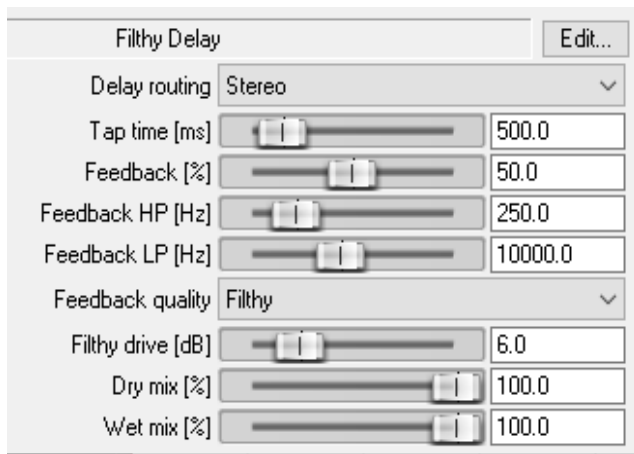 Filthy Delay Edit...
Delay routing Stereo
Tap time [ms] 500.0
Feedback [%] 50.0
Feedback HP [Hz] 250.0
Feedback LP [Hz] 10000.0
Feedback quality Filthy
Filthy drive [dB] 6.0
Dry mix [%] 100.0
Wet mix [%] 100.0